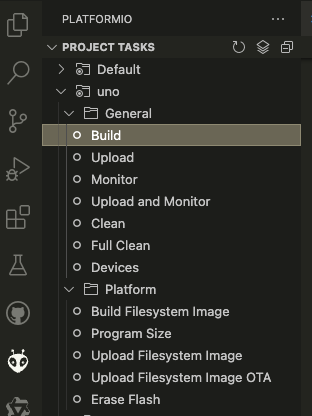 PLATFORMIO
PROJECT TASKS
Default
uno
General
Build
Upload
Monitor
Upload and Monitor
Clean
Full Clean
Devices
Platform
Build Filesystem Image
Program Size
Upload Filesystem Image
Upload Filesystem Image OTA
Erase Flash